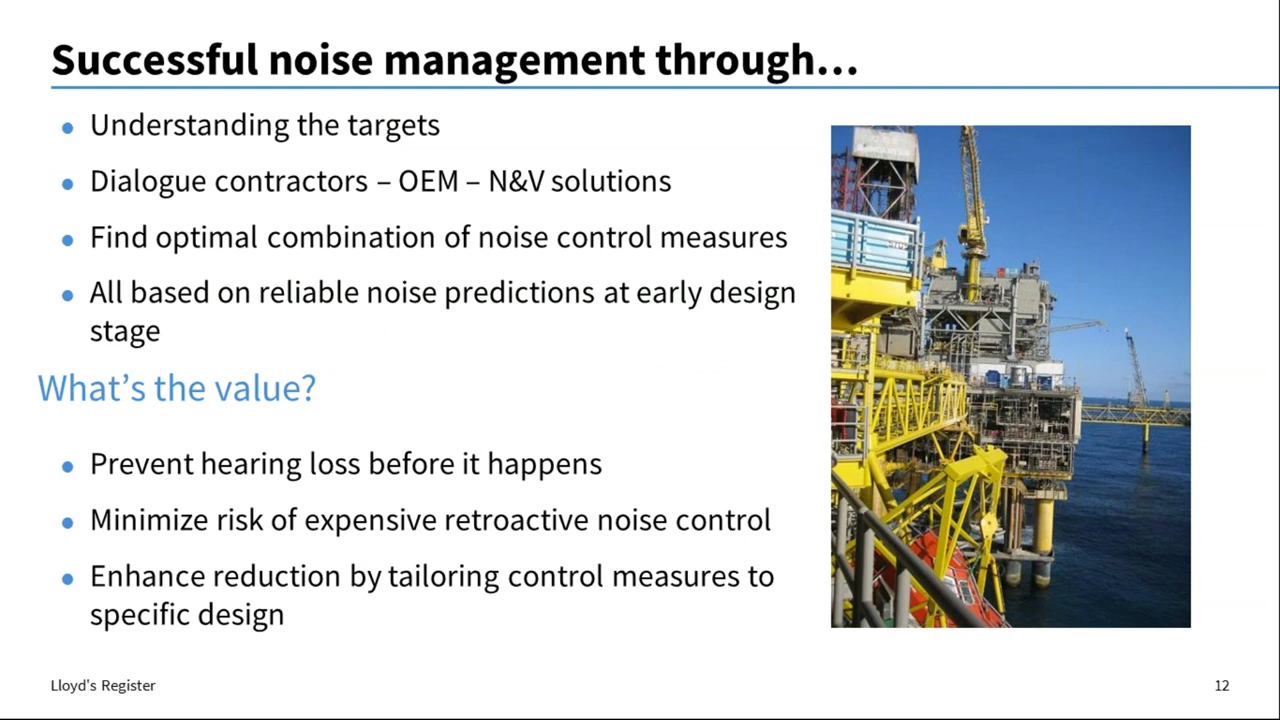 Successful noise management through…
Understanding the targets
Dialogue contractors – OEM – N&V solutions
Find optimal combination of noise control measures
All based on reliable noise predictions at early design
stage
What’s the value?
Prevent hearing loss before it happens
Minimize risk of expensive retroactive noise control
Enhance reduction by tailoring control measures to
specific design
Lloyd's Register
12